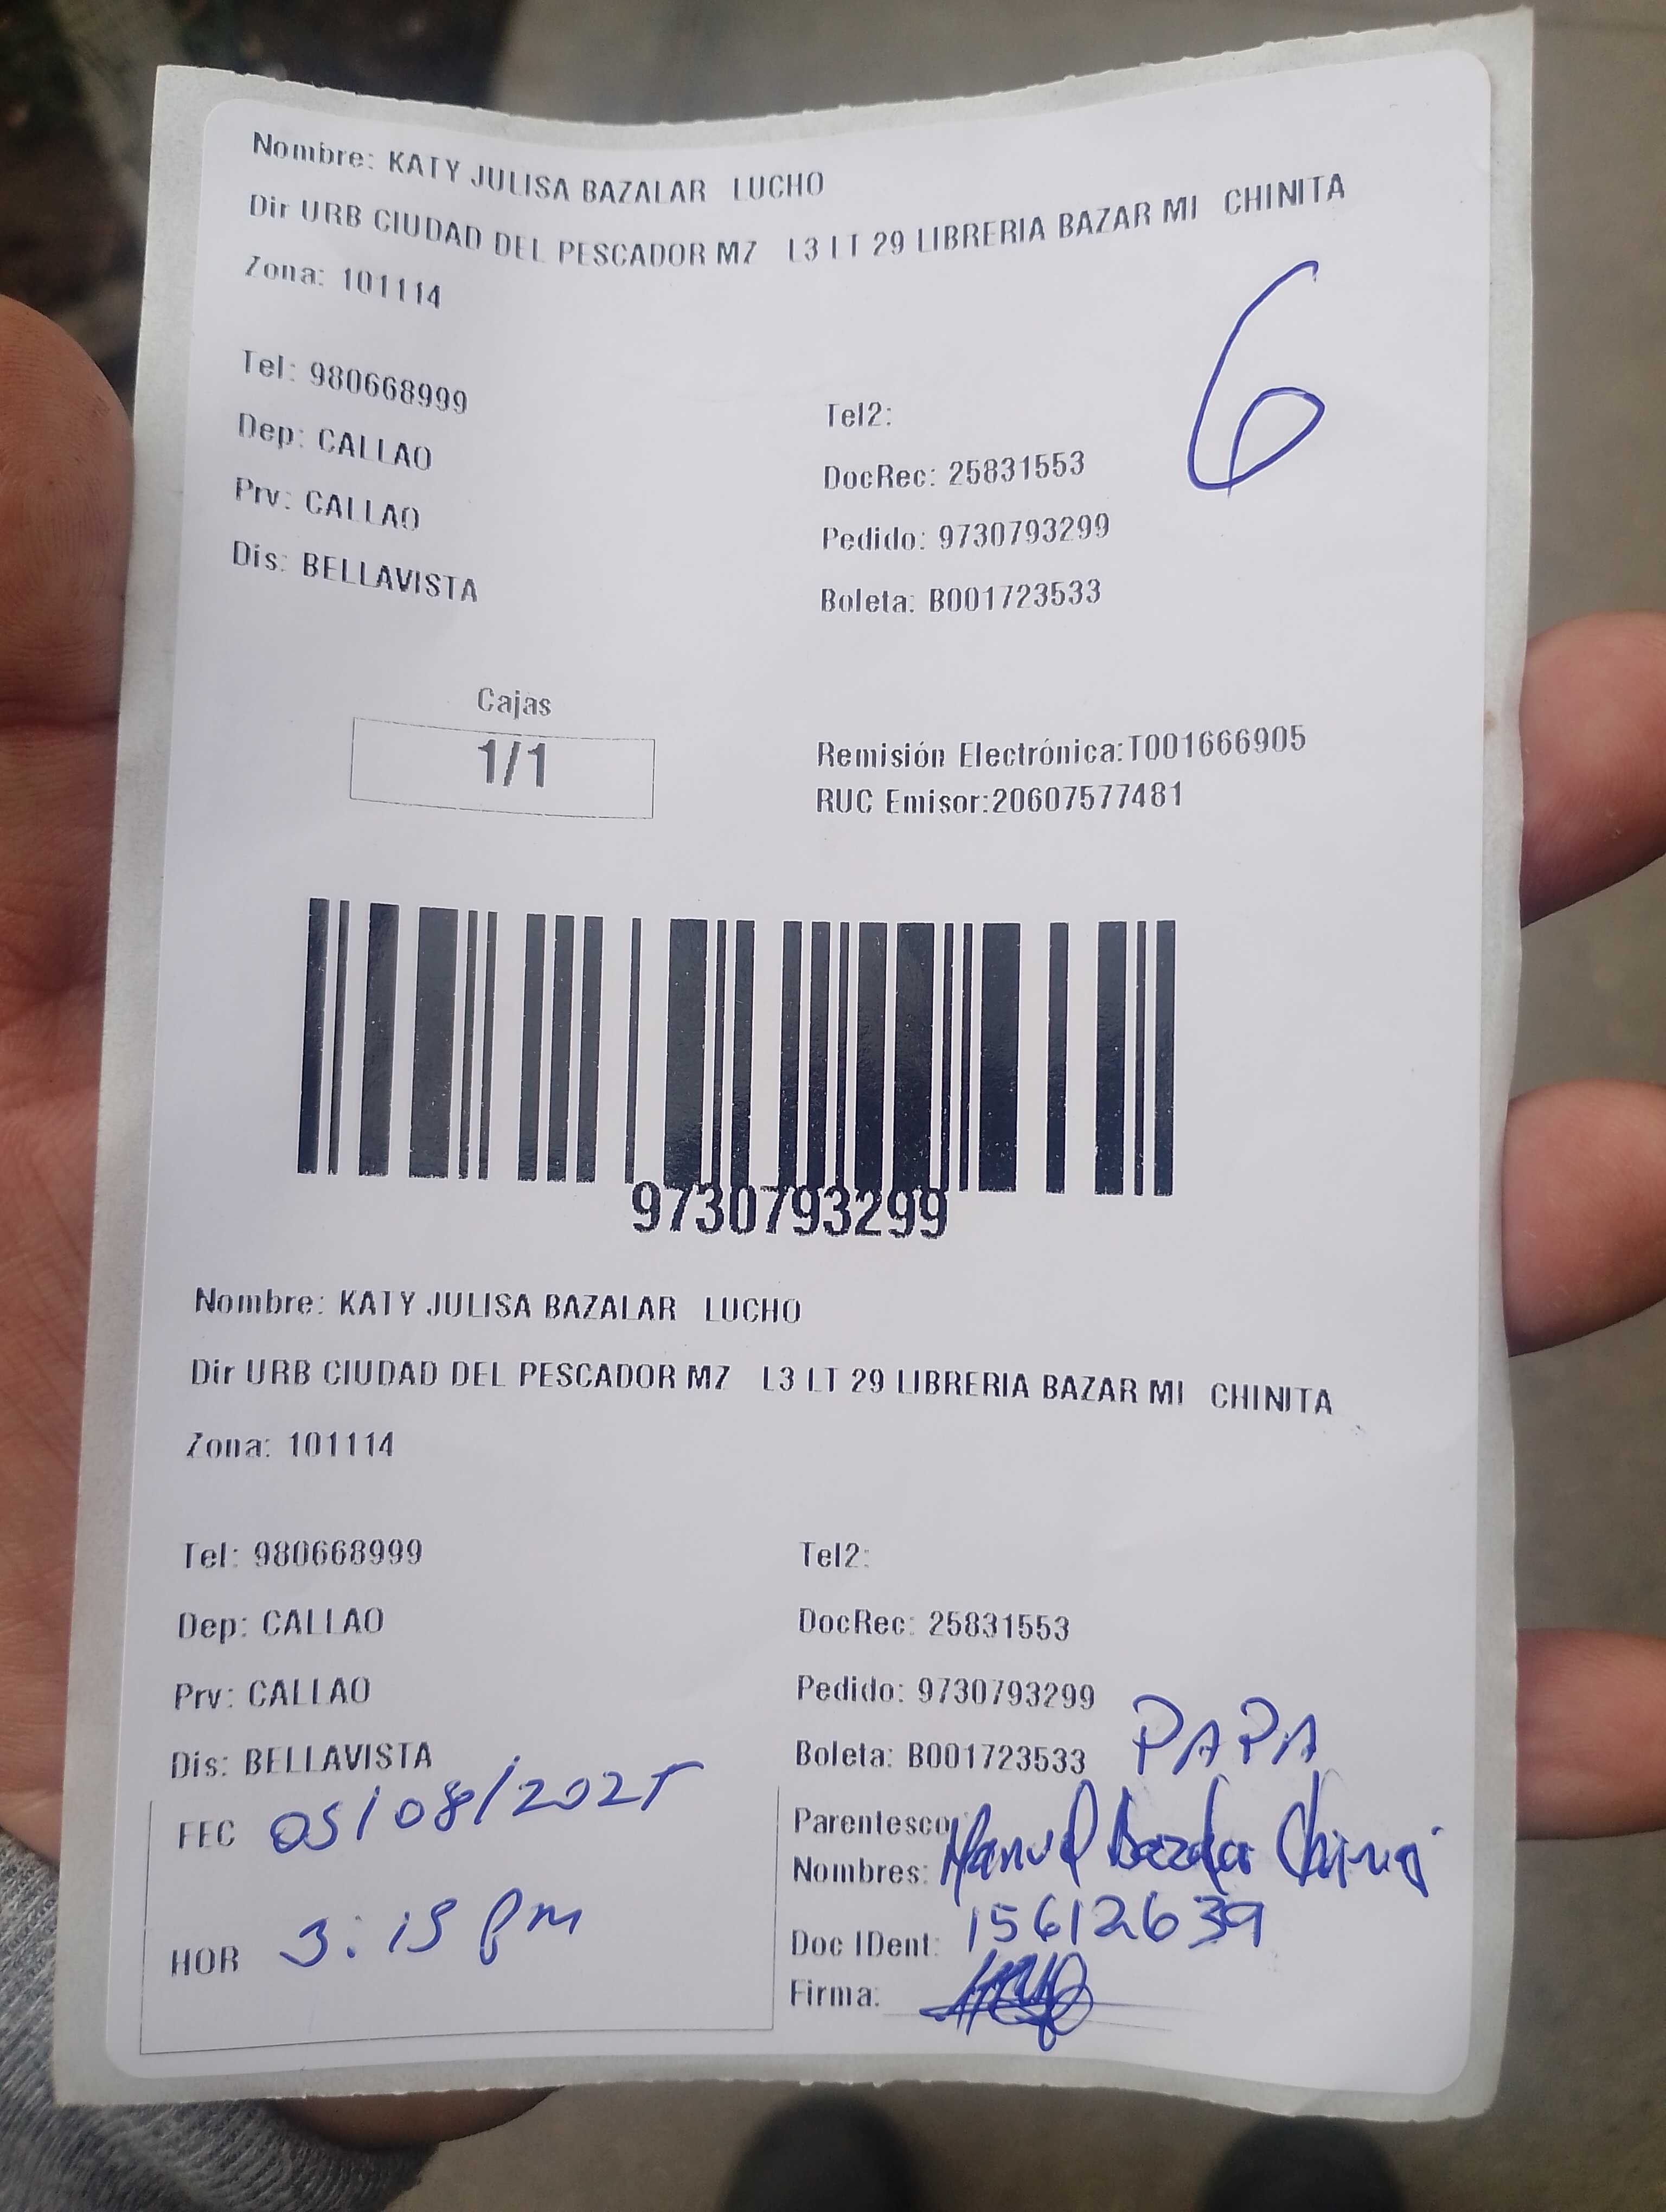 Nombre: KATY JULISA BAZALAR LUCHO
Dir URB CIUDAD DEL PESCADOR MZ L3 LT 29 LIBRERIA BAZAR MI CHINITA
Zona: 101114
6
Tel: 980668999
Tel2:
Dep: CALLAO
DocRec: 25831553
Prv: CALLAO
Pedido: 9730793299
Dis: BELLAVISTA
Boleta: B001723533
Cajas
1/1
Remisión Electrónica:T001666905
RUC Emisor:20607577481
9730793299
Nombre: KATY JULISA BAZALAR LUCHO
Dir URB CIUDAD DEL PESCADOR MZ L3 LT 29 LIBRERIA BAZAR MI CHINITA
Zona: 101114
Tel: 980668999
Tel2:
Dep: CALLAO
DocRec: 25831553
Prv: CALLAO
Pedido: 9730793299
Dis: BELLAVISTA
Boleta: B001723533
PAPA
FEC 05/08/2025
Parentesco:
Nombres: Manuel Bazalar
HOR 3:15 pm
Doc IDent: 15612639
Firma: